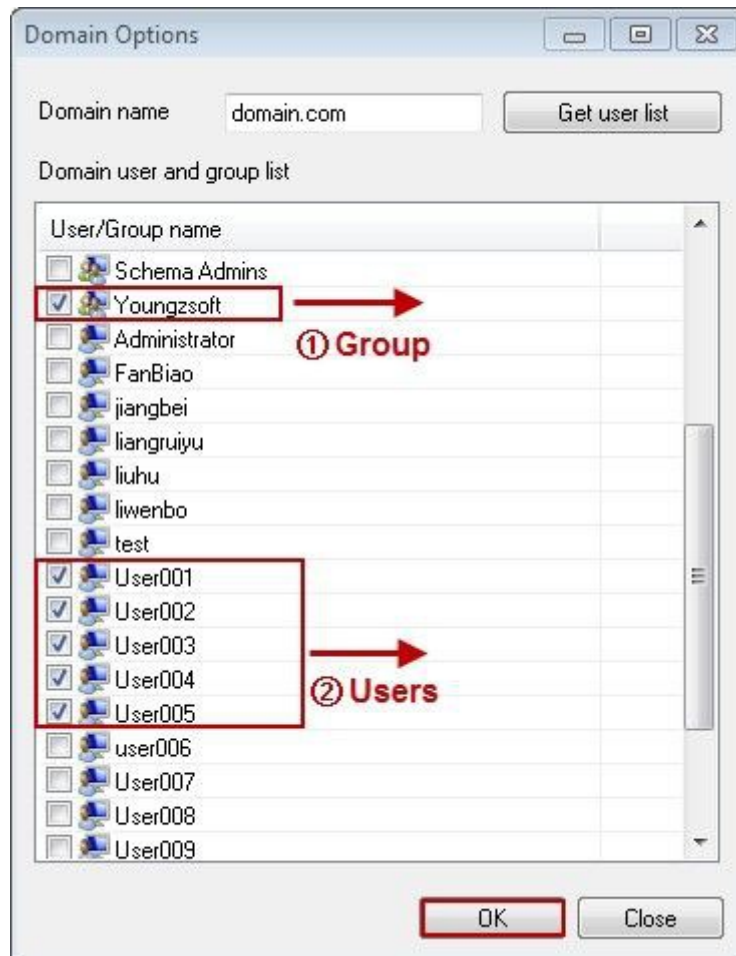 Domain Options
Domain name domain.com Get user list
Domain user and group list
User/Group name
Schema Admins
Youngzsoft
Administrator
① Group
FanBiao
jiangbei
liangruiyu
liuhu
liwenbo
test
User001
User002
User003
User004
② Users
User005
user006
User007
User008
User009
OK Close